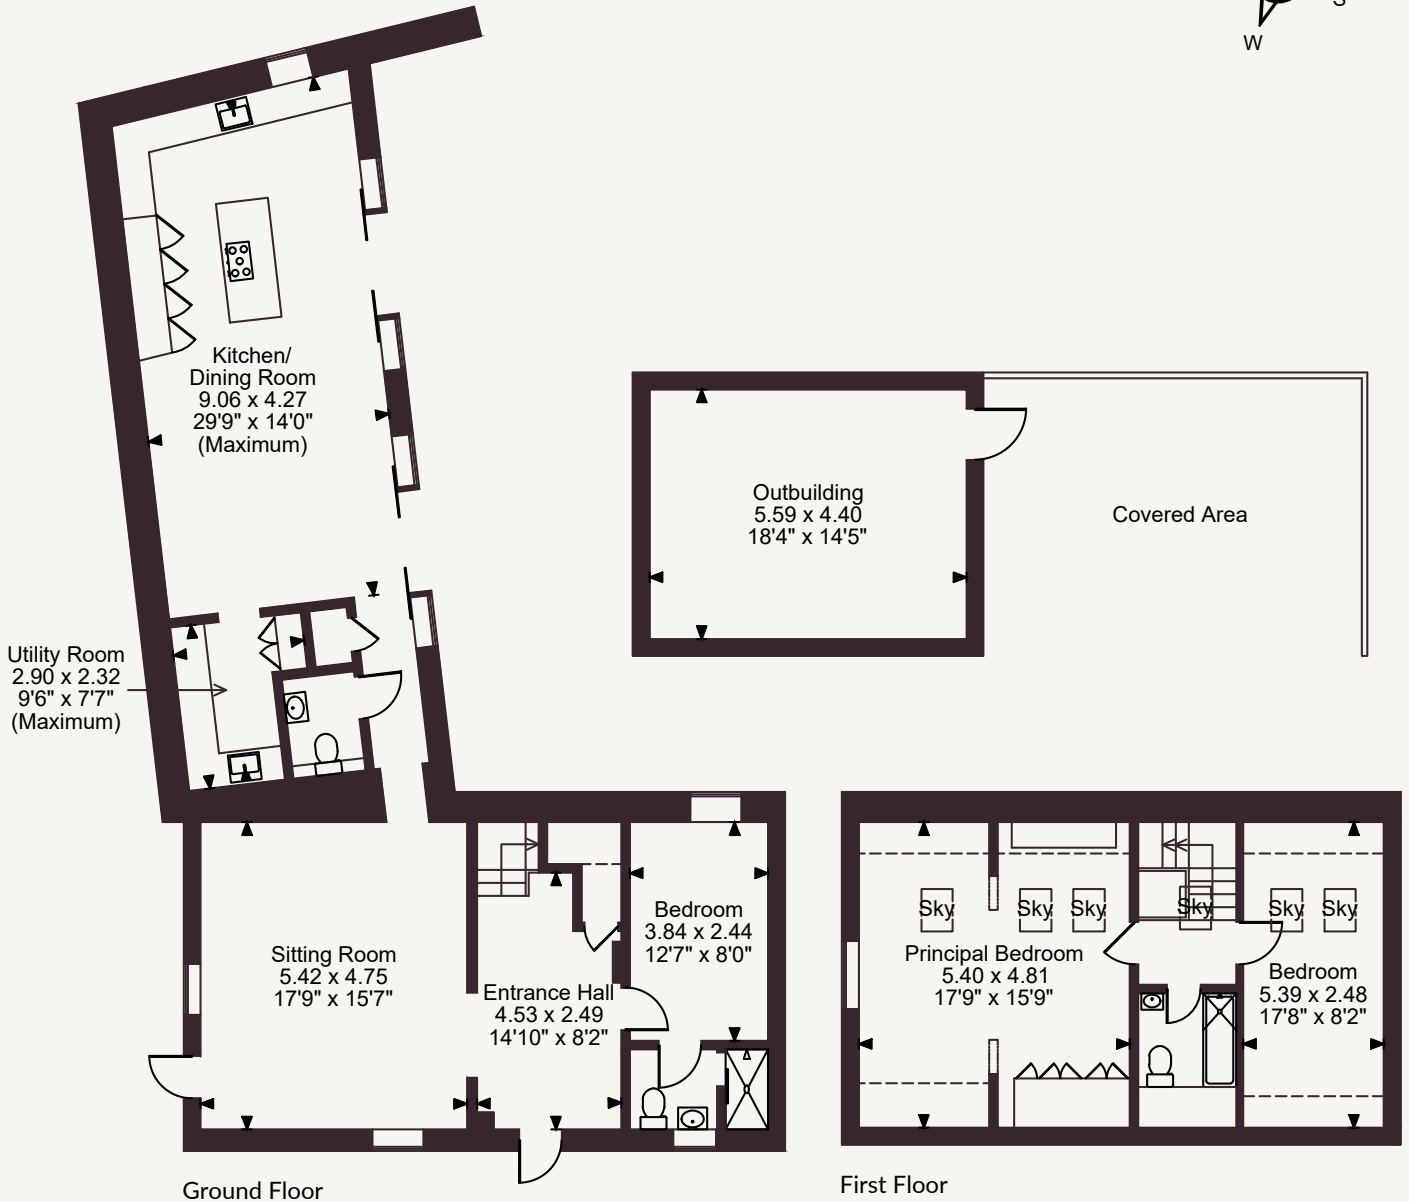 S
W
Kitchen/
Dining Room
9.06 x 4.27
29'9" x 14'0"
(Maximum)
Outbuilding
5.59 x 4.40
18'4" x 14'5"
Covered Area
Utility Room
2.90 x 2.32
9'6" x 7'7"
(Maximum)
Sitting Room
5.42 x 4.75
17'9" x 15'7"
Entrance Hall
4.53 x 2.49
14'10" x 8'2"
Bedroom
3.84 x 2.44
12'7" x 8'0"
Sky
Sky
Sky
Sky
Sky
Sky
Principal Bedroom
5.40 x 4.81
17'9" x 15'9"
Bedroom
5.39 x 2.48
17'8" x 8'2"
Ground Floor
First Floor